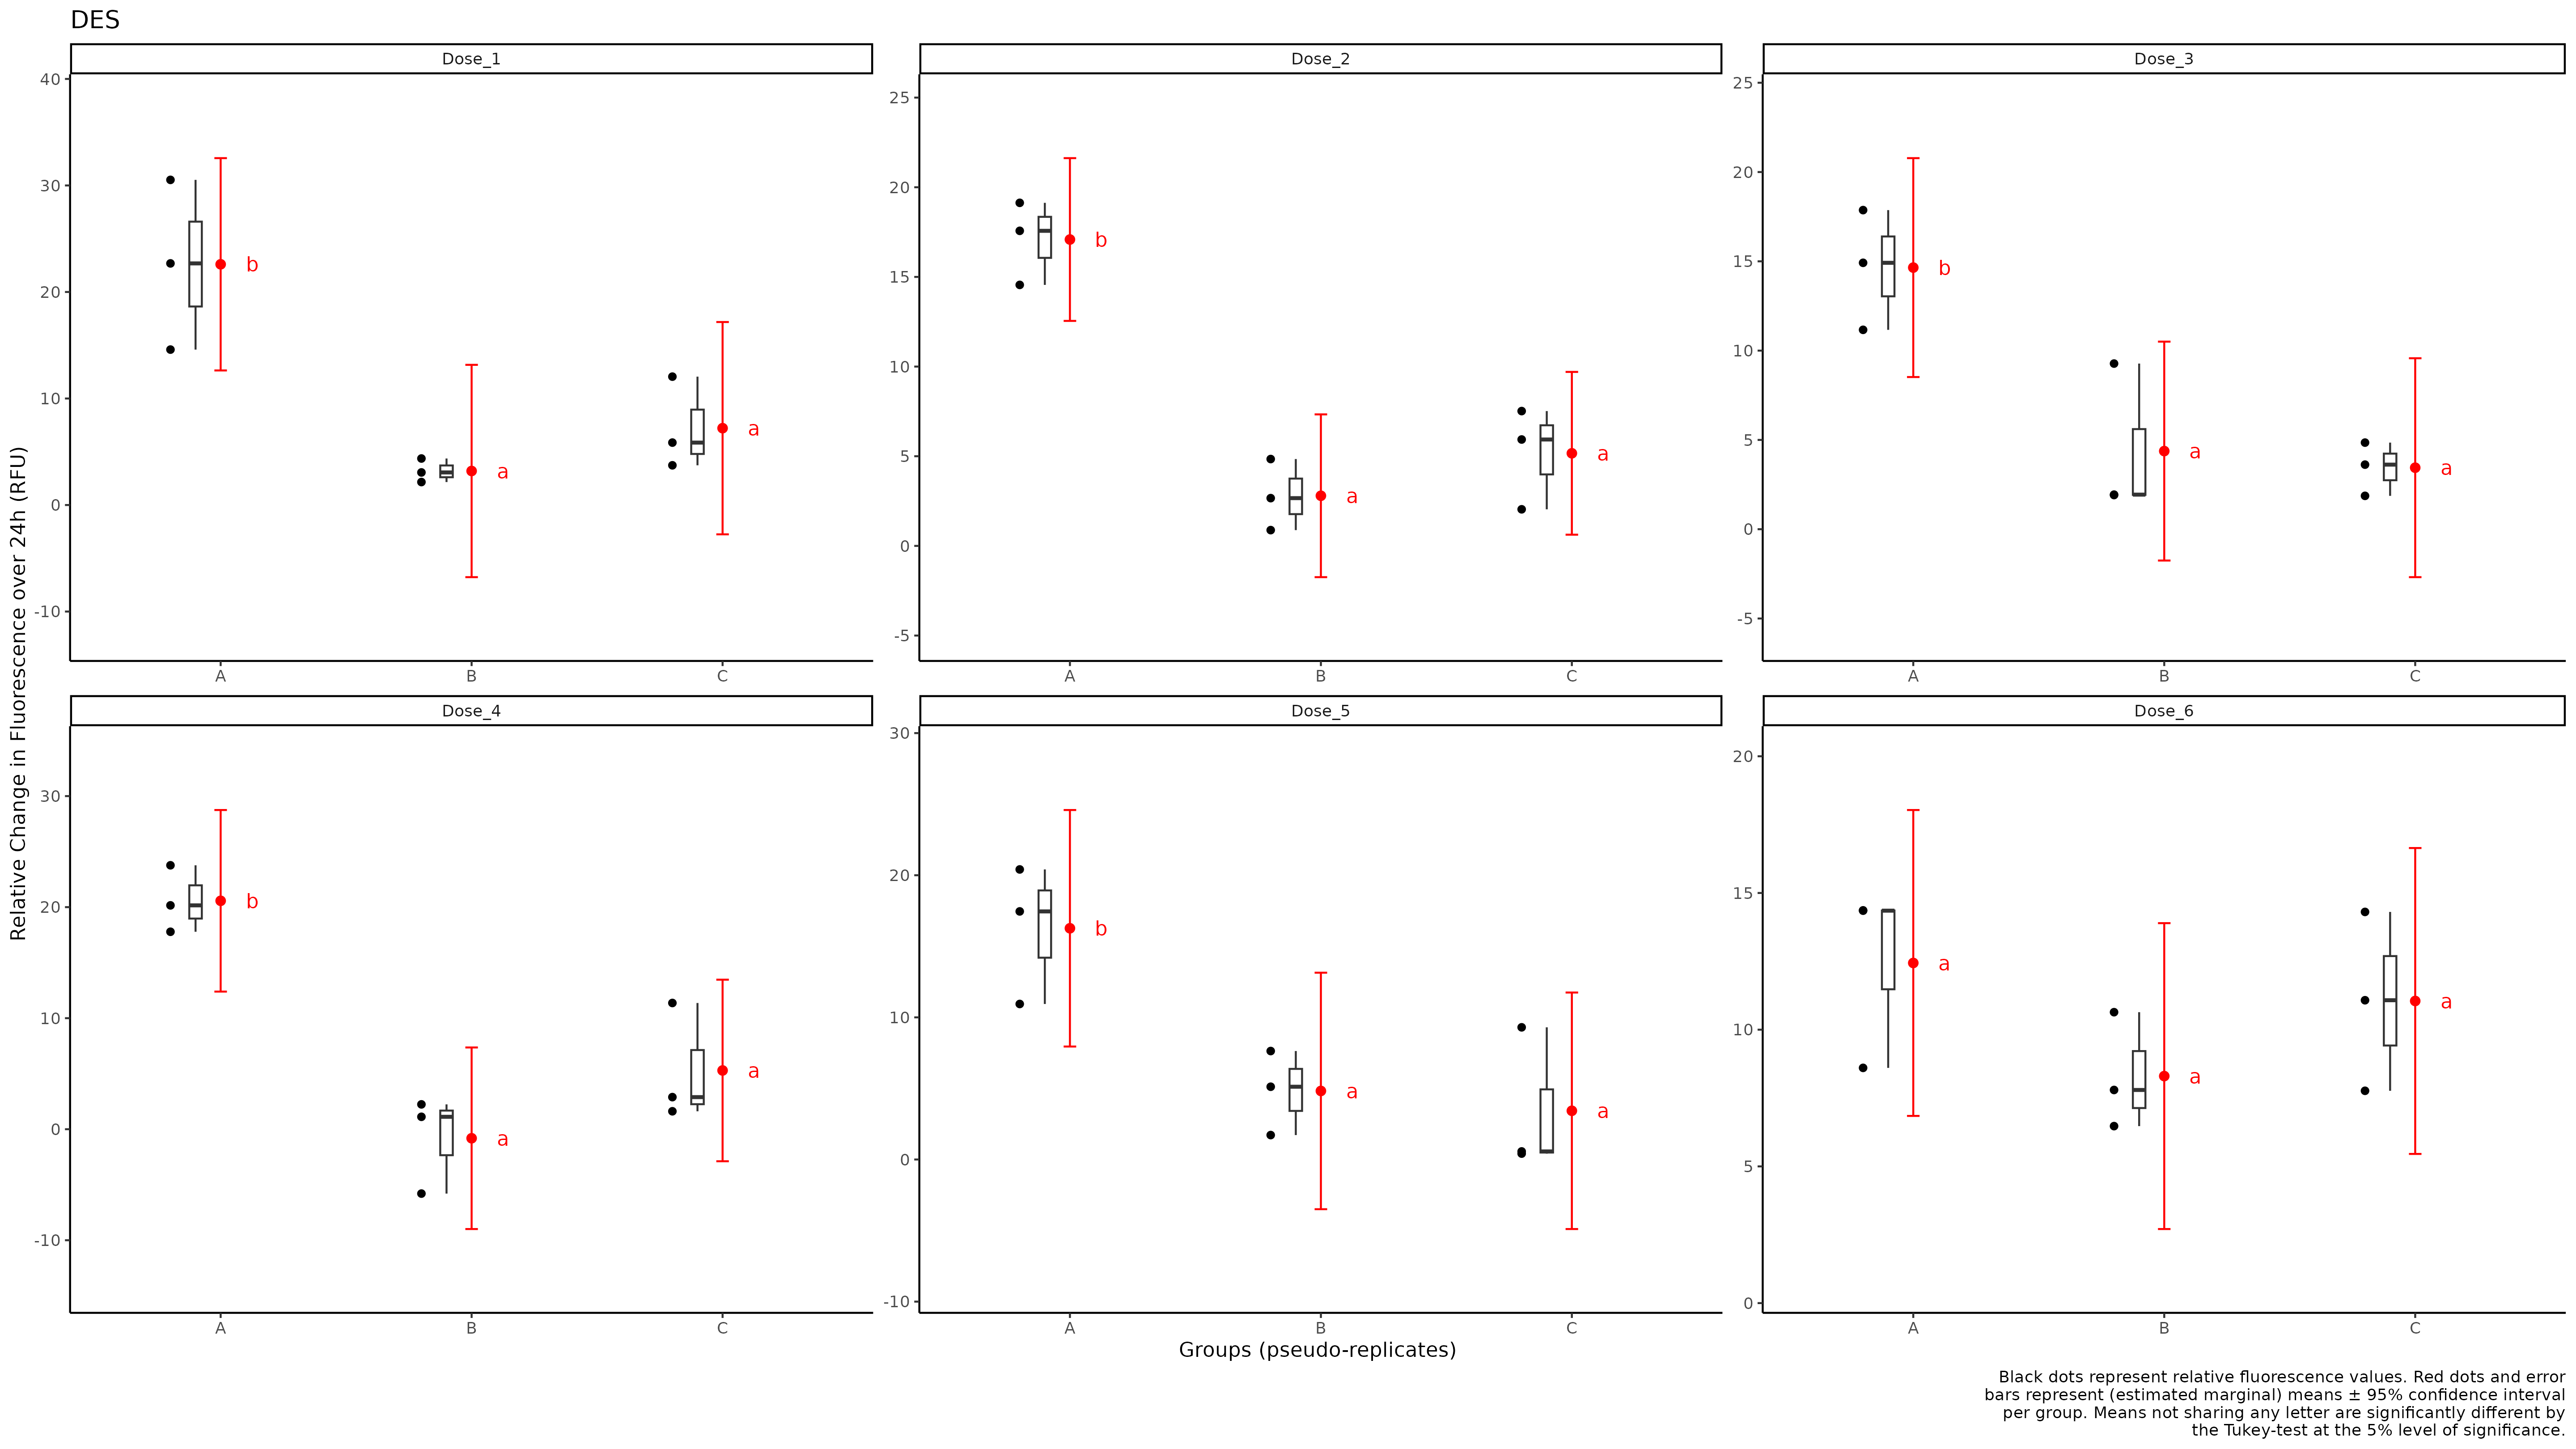 DES
Relative Change in Fluorescence over 24h (RFU)
Dose_1
40
30
20
10
0
-10
b
a
a
A
B
C
Dose_2
25
20
15
10
5
0
-5
b
a
a
A
B
C
Dose_3
25
20
15
10
5
0
-5
b
a
a
A
B
C
Dose_4
30
20
10
0
-10
b
a
a
A
B
C
Dose_5
30
20
10
0
-10
b
a
a
A
B
C
Dose_6
20
15
10
5
0
a
a
a
A
B
C
Groups (pseudo-replicates)
Black dots represent relative fluorescence values. Red dots and error
bars represent (estimated marginal) means ± 95% confidence interval
per group. Means not sharing any letter are significantly different by
the Tukey-test at the 5% level of significance.